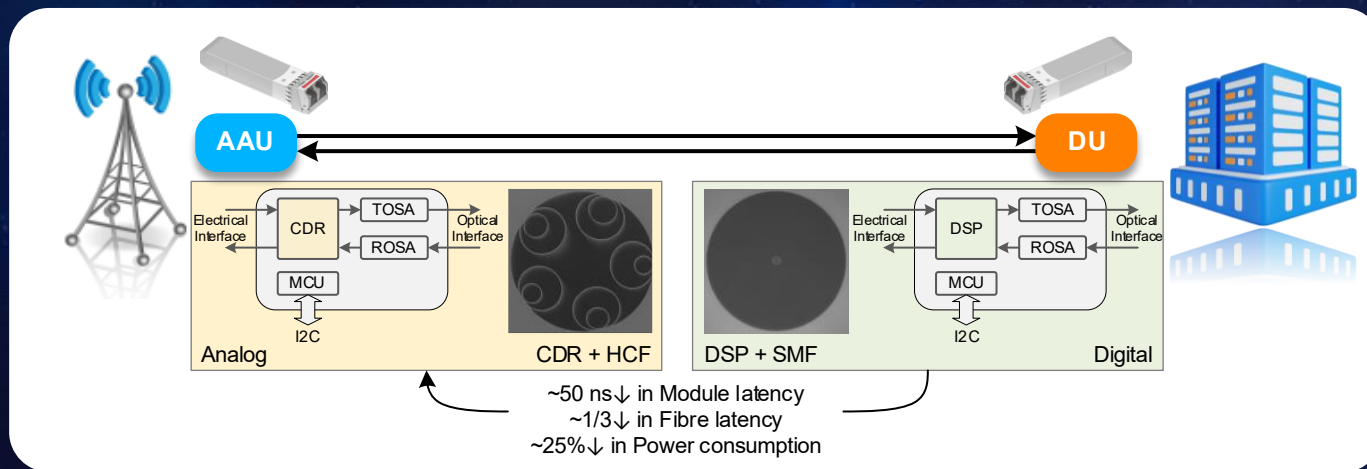 AAU
DU
Electrical
Interface
CDR
TOSA
ROSA
Optical
Interface
MCU
I2C
Analog
CDR + HCF
Electrical
Interface
DSP
TOSA
ROSA
Optical
Interface
MCU
I2C
DSP + SMF
Digital
~50 ns↓ in Module latency
~1/3↓ in Fibre latency
~25%↓ in Power consumption